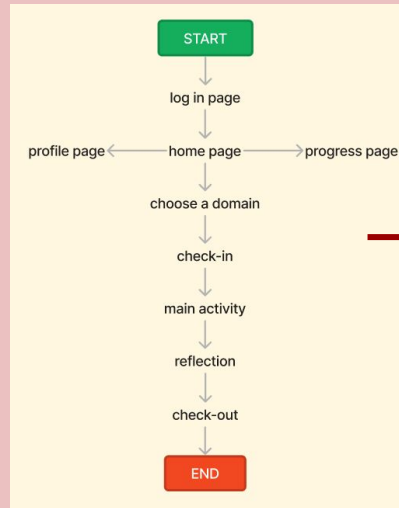 START
log in page
profile page home page progress page
choose a domain
check-in
main activity
reflection
check-out
END